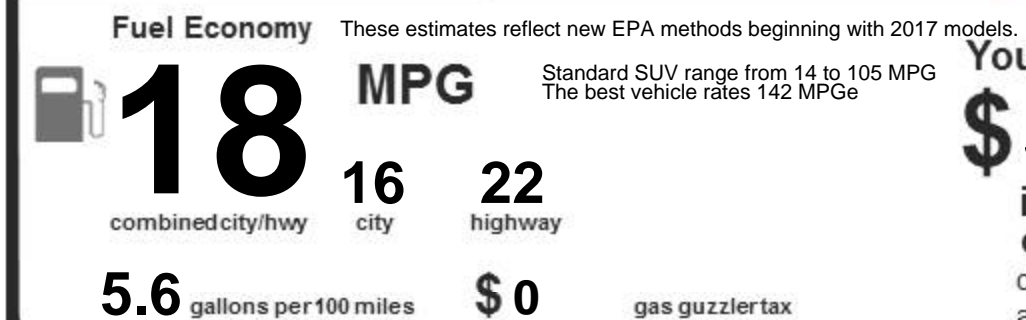 Fuel Economy These estimates reflect new EPA methods beginning with 2017 models.
18 MPG
Standard SUV range from 14 to 105 MPG
The best vehicle rates 142 MPGe
$
16 22
combined city/hwy city highway
5.6 gallons per 100 miles $ 0 gas guzzler tax